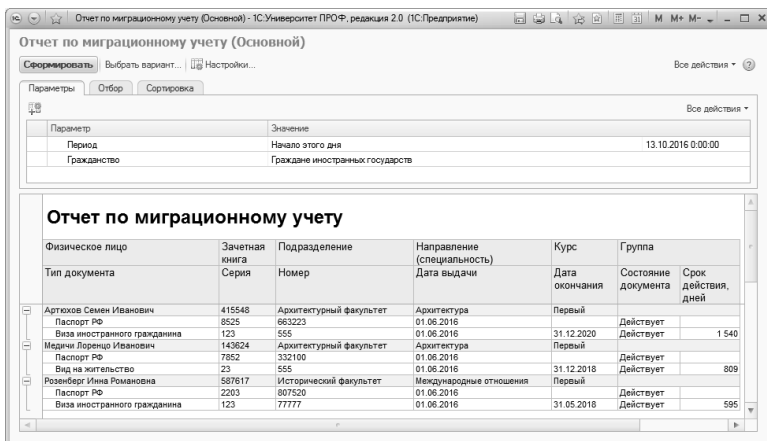 Отчет по миграционному учету (Основной) - 1С:Университет ПРОФ, редакция 2.0 (1С:Предприятие)
M M+ M-
Отчет по миграционному учету (Основной)
Сформировать Выбрать вариант... Настройки... Все действия
Параметры Отбор Сортировка
Все действия
Параметр Значение
Период Начало этого дня 13.10.2016 0:00:00
Гражданство Граждане иностранных государств
Отчет по миграционному учету
Физическое лицо Зачетная книга Подразделение Направление (специальность) Курс Группа
Тип документа Серия Номер Дата выдачи Дата окончания Состояние документа Срок действия, дней
Артюхов Семен Иванович 415548 Архитектурный факультет Архитектура Первый
Паспорт РФ 8525 663223 01.06.2016 Действует
Виза иностранного гражданина 123 555 01.06.2016 31.12.2020 Действует 1 540
Медичи Лоренцо Иванович 143624 Архитектурный факультет Архитектура Первый
Паспорт РФ 7852 332100 01.06.2016 Действует
Вид на жительство 23 555 01.06.2016 31.12.2018 Действует 809
Розенберг Инна Романовна 587617 Исторический факультет Международные отношения Первый
Паспорт РФ 2203 807520 01.06.2016 Действует
Виза иностранного гражданина 123 77777 01.06.2016 31.05.2018 Действует 595